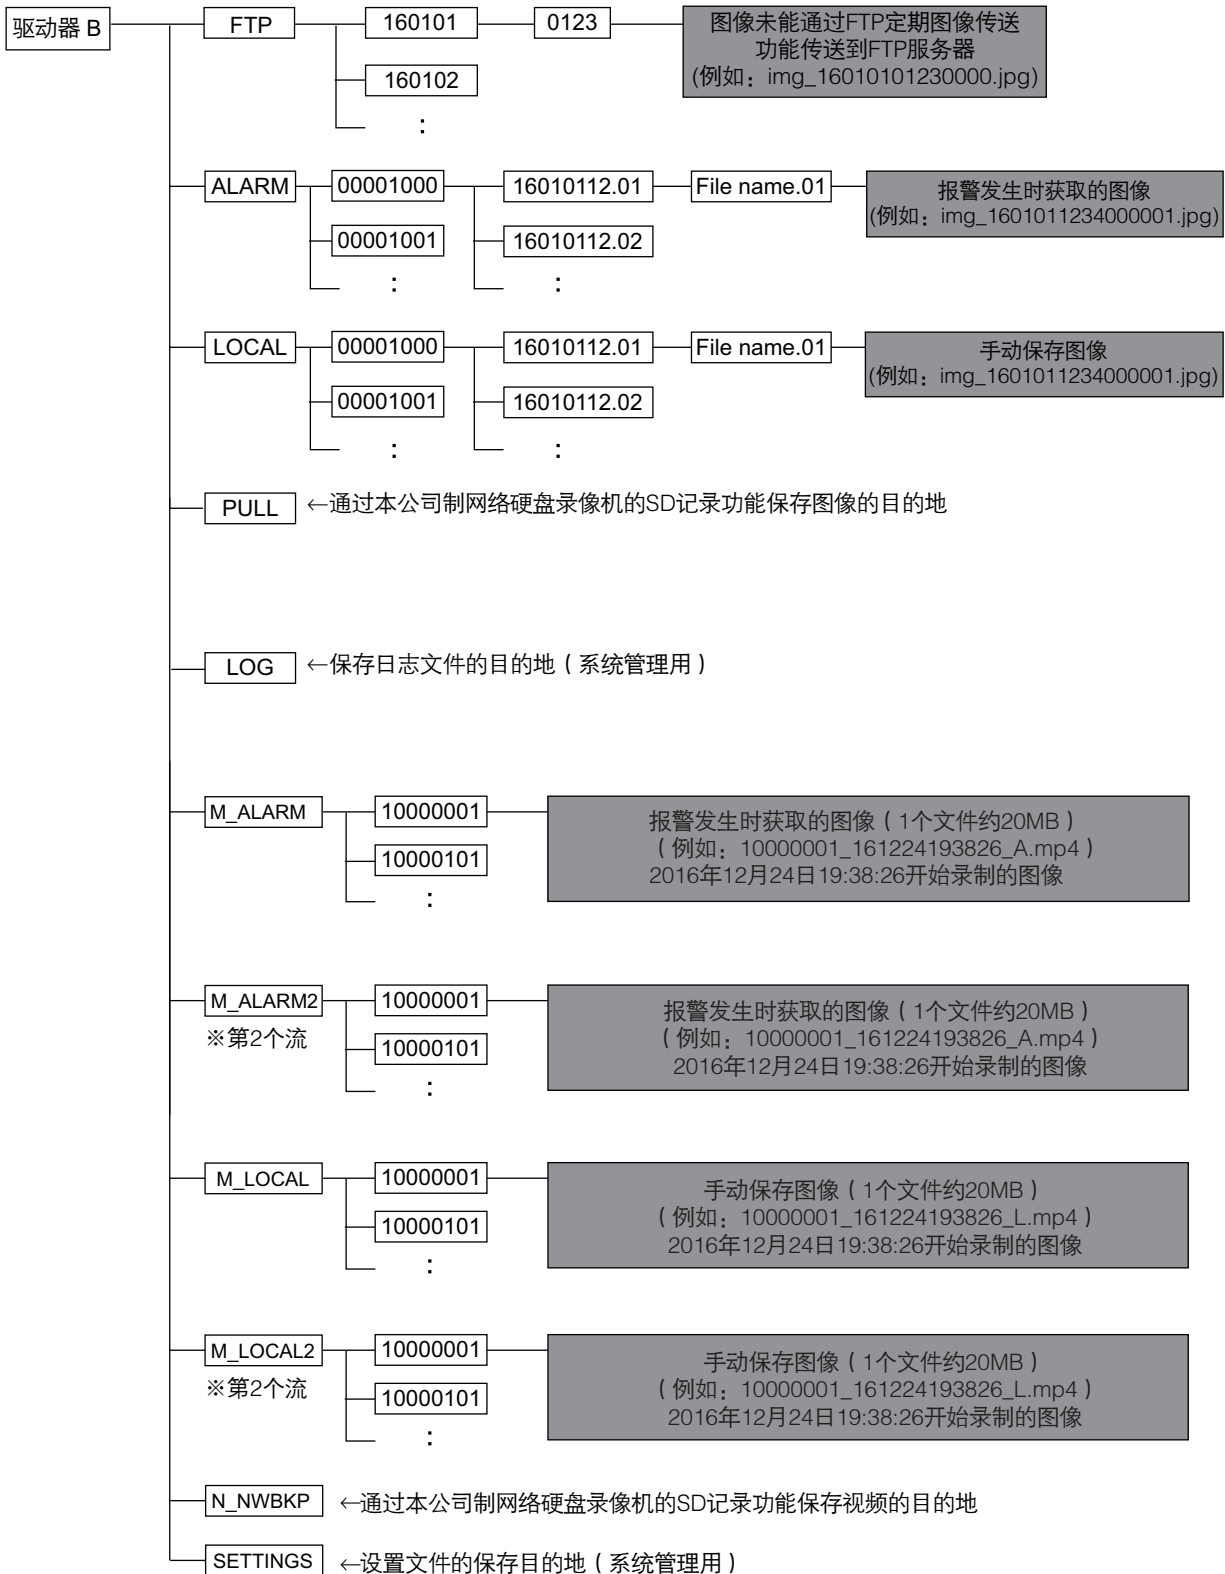 驱动器 B
FTP
160101
0123
图像未能通过FTP定期图像传送
功能传送到FTP服务器
(例如：img_16010101230000.jpg)
160102
:
ALARM
00001000
16010112.01
File name.01
报警发生时获取的图像
(例如：img_1601011234000001.jpg)
00001001
16010112.02
:
:
LOCAL
00001000
16010112.01
File name.01
手动保存图像
(例如：img_1601011234000001.jpg)
00001001
16010112.02
:
:
PULL
←通过本公司制网络硬盘录像机的SD记录功能保存图像的目的地
LOG
←保存日志文件的目的地（系统管理用）
M_ALARM
10000001
报警发生时获取的图像（1个文件约20MB）
（例如：10000001_161224193826_A.mp4）
2016年12月24日19:38:26开始录制的图像
10000101
:
M_ALARM2
※第2个流
10000001
报警发生时获取的图像（1个文件约20MB）
（例如：10000001_161224193826_A.mp4）
2016年12月24日19:38:26开始录制的图像
10000101
:
M_LOCAL
10000001
手动保存图像（1个文件约20MB）
（例如：10000001_161224193826_L.mp4）
2016年12月24日19:38:26开始录制的图像
10000101
:
M_LOCAL2
※第2个流
10000001
手动保存图像（1个文件约20MB）
（例如：10000001_161224193826_L.mp4）
2016年12月24日19:38:26开始录制的图像
10000101
:
N_NWBKP
←通过本公司制网络硬盘录像机的SD记录功能保存视频的目的地
SETTINGS
←设置文件的保存目的地（系统管理用）